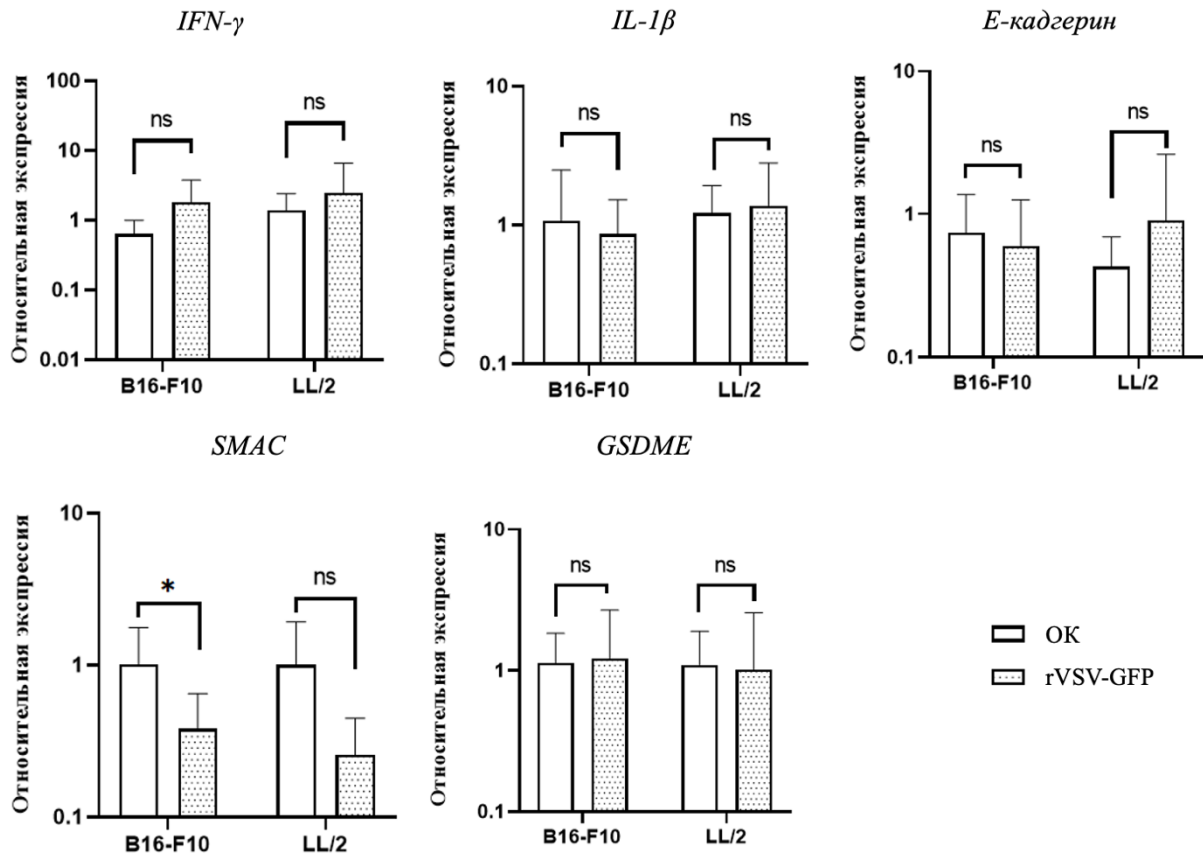 IFN-γ
Относительная экспрессия
100
10
1
0.1
0.01
ns
ns
B16-F10
LL/2
IL-1β
Относительная экспрессия
10
1
0.1
ns
ns
B16-F10
LL/2
Е-кадгерин
Относительная экспрессия
10
1
0.1
ns
ns
B16-F10
LL/2
SMAC
Относительная экспрессия
10
1
0.1
*
ns
B16-F10
LL/2
GSDME
Относительная экспрессия
10
1
0.1
ns
ns
B16-F10
LL/2
ОК
rVSV-GFP